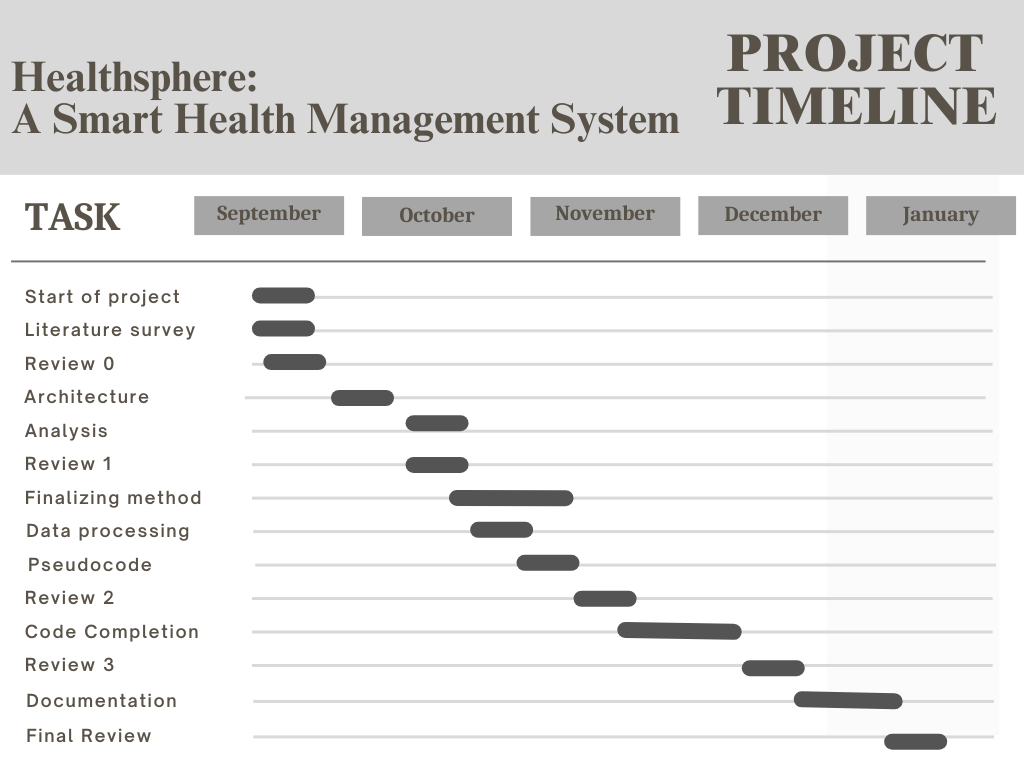 Healthsphere:
A Smart Health Management System
PROJECT
TIMELINE
TASK
September
October
November
December
January
Start of project
Literature survey
Review 0
Architecture
Analysis
Review 1
Finalizing method
Data processing
Pseudocode
Review 2
Code Completion
Review 3
Documentation
Final Review